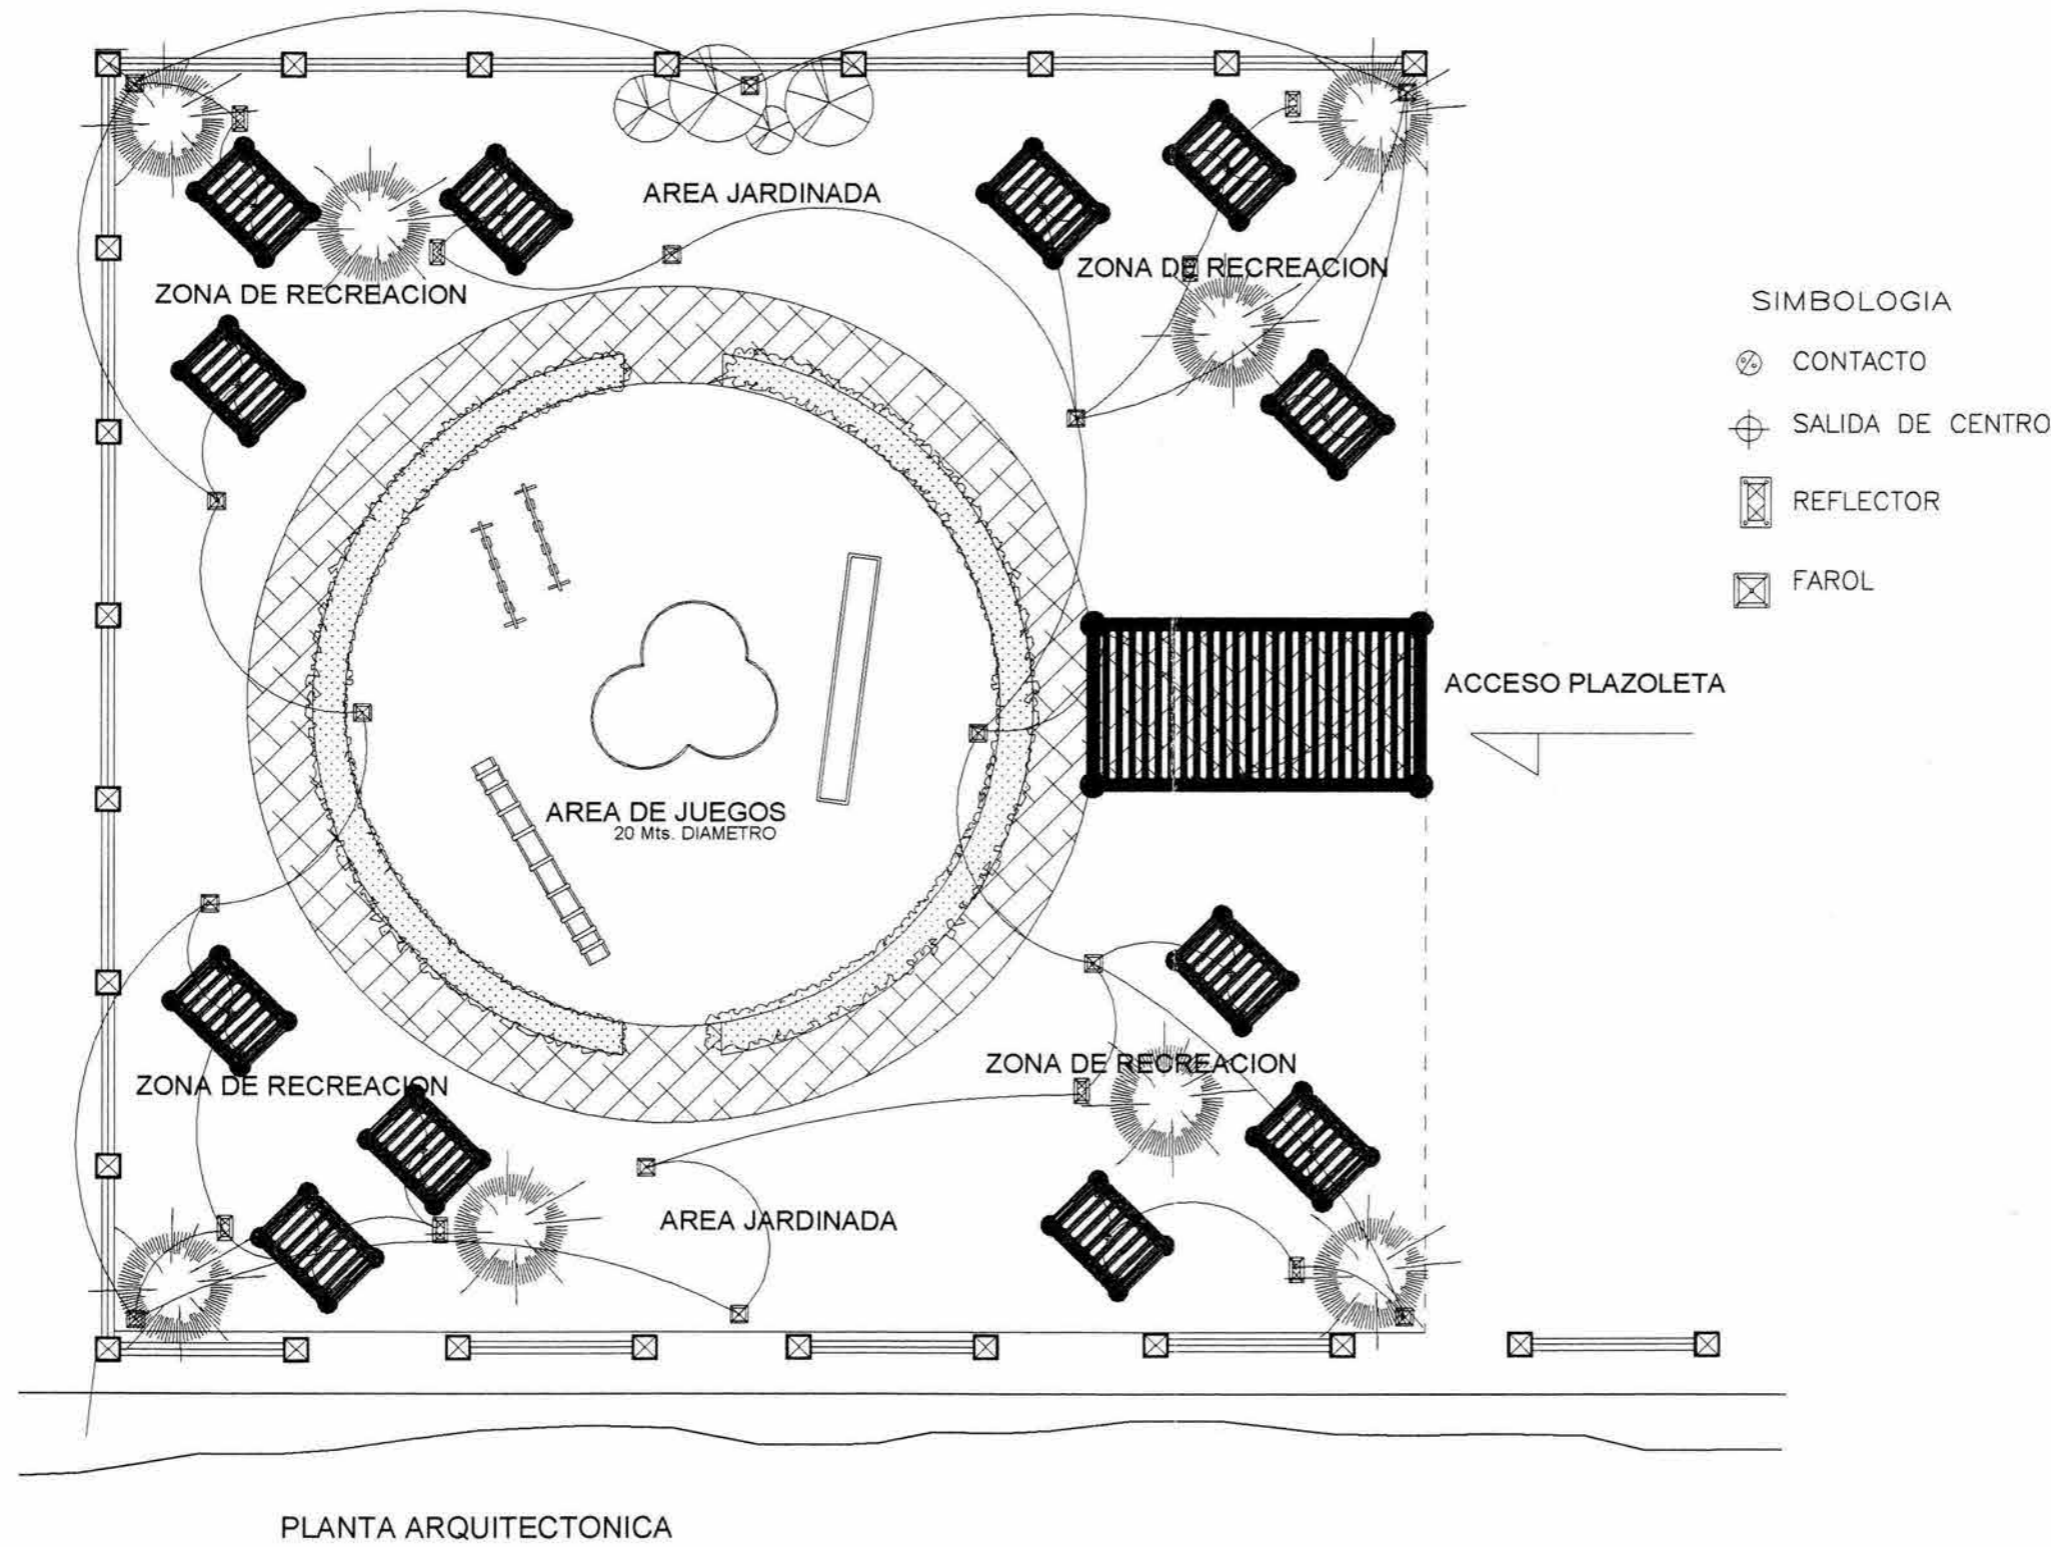 AREA JARDINADA
ZONA DE RECREACION
ZONA DE RECREACION
SIMBOLOGIA
CONTACTO
SALIDA DE CENTRO
REFLECTOR
FAROL
ACCESO PLAZOLETA
AREA DE JUEGOS
20 Mts. DIAMETRO
ZONA DE RECREACION
ZONA DE RECREACION
AREA JARDINADA
PLANTA ARQUITECTONICA